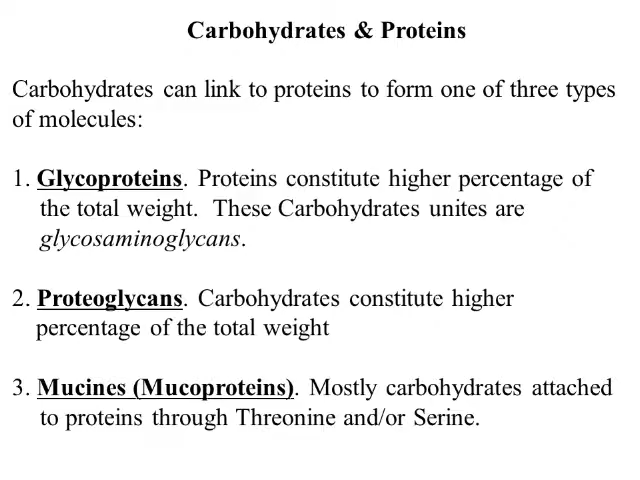 Carbohydrates & Proteins
Carbohydrates can link to proteins to form one of three types
of molecules:
1. Glycoproteins. Proteins constitute higher percentage of
the total weight. These Carbohydrates unites are
glycosaminoglycans.
2. Proteoglycans. Carbohydrates constitute higher
percentage of the total weight
3. Mucines (Mucoproteins). Mostly carbohydrates attached
to proteins through Threonine and/or Serine.